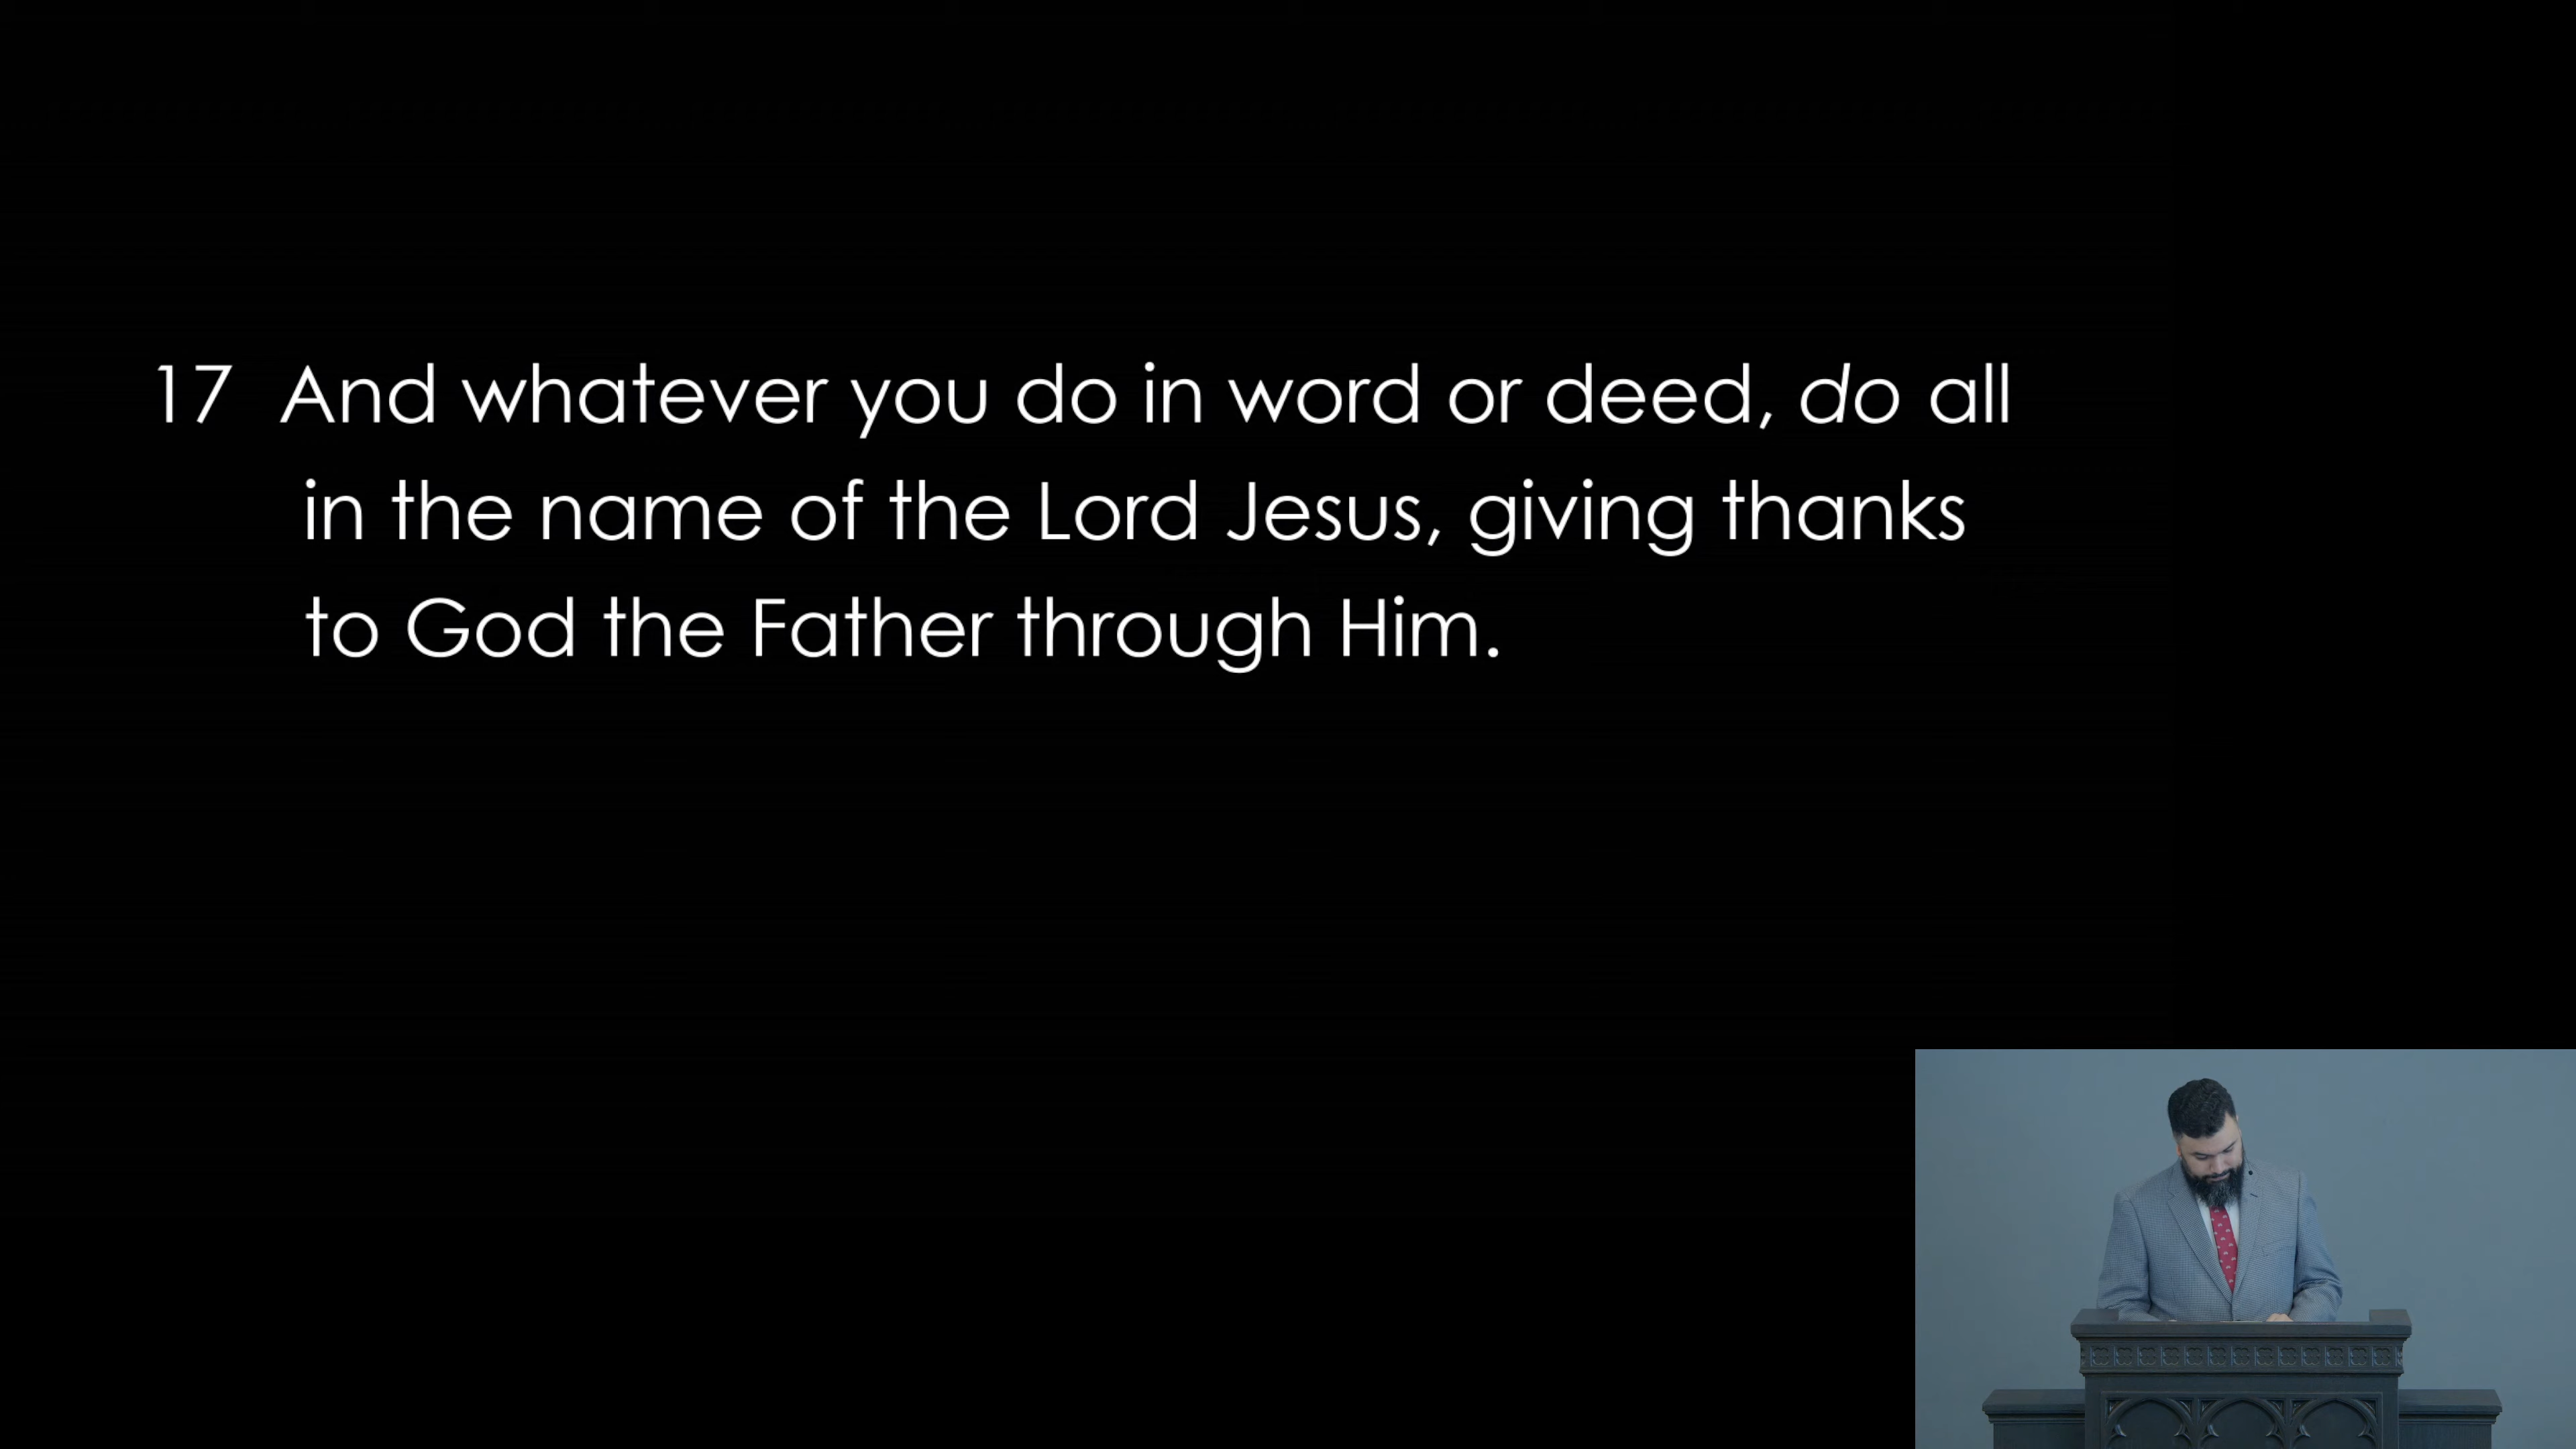 17 And whatever you do in word or deed, do all
in the name of the Lord Jesus, giving thanks
to God the Father through Him.